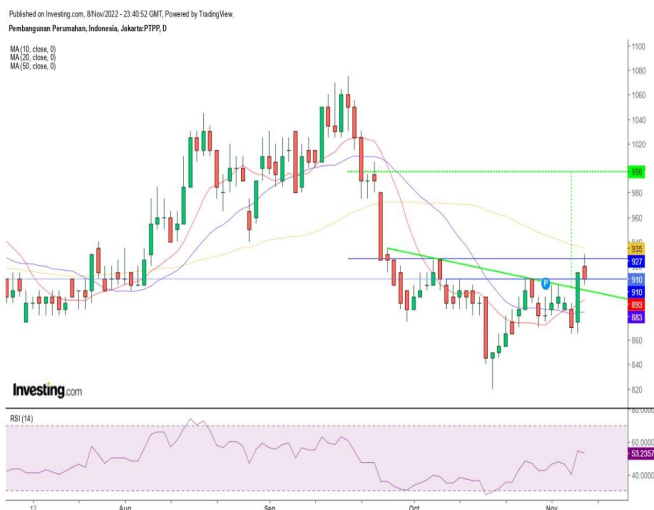 Published on Investing.com, 8/Nov/2022 - 23:40:52 GMT, Powered by TradingView.
Pembangunan Perumahan, Indonesia, Jakarta:PTPP, D
MA (10, close, 0)
MA (20, close, 0)
MA (50, close, 0)
1100
1080
1060
1040
1020
998
980
960
940
935
927
910
910
893
883
860
840
820
P
Investing.com
RSI (14)
80.0000
60.0000
53.2357
40.0000
12
Aug
Sep
Oct
Nov